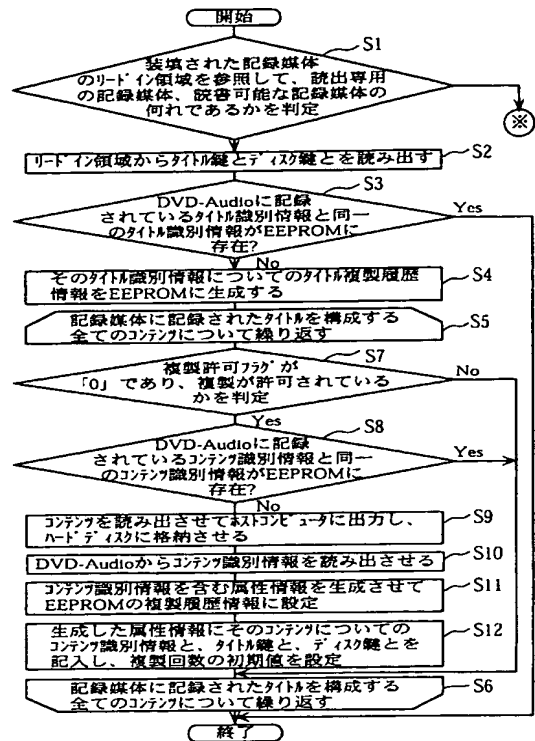 開始
装填された記録媒体
のリードイン領域を参照して、読出専用
の記録媒体、読書可能な記録媒体の
何れであるかを判定
S1
※
リードイン領域からタイトル鍵とディスク鍵とを読み出す
S2
DVD-Audioに記録
されているタイトル識別情報と同一
のタイトル識別情報がEEPROMに
存在?
S3
Yes
No
そのタイトル識別情報についてのタイトル複製履歴
情報をEEPROMに生成する
S4
記録媒体に記録されたタイトルを構成する
全てのコンテンツについて繰り返す
S5
複製許可フラグが
「0」であり、複製が許可されている
かを判定
S7
No
Yes
DVD-Audioに記録
されているコンテンツ識別情報と同一
のコンテンツ識別情報がEEPROMに
存在?
S8
Yes
No
コンテンツを読み出させてホストコンピュータに出力し、
ハードディスクに格納させる
S9
DVD-Audioからコンテンツ識別情報を読み出させる
S10
コンテンツ識別情報を含む属性情報を生成させて
EEPROMの複製履歴情報に設定
S11
生成した属性情報にそのコンテンツについての
コンテンツ識別情報と、タイトル鍵と、ディスク鍵とを
記入し、複製回数の初期値を設定
S12
記録媒体に記録されたタイトルを構成する
全てのコンテンツについて繰り返す
S6
終了